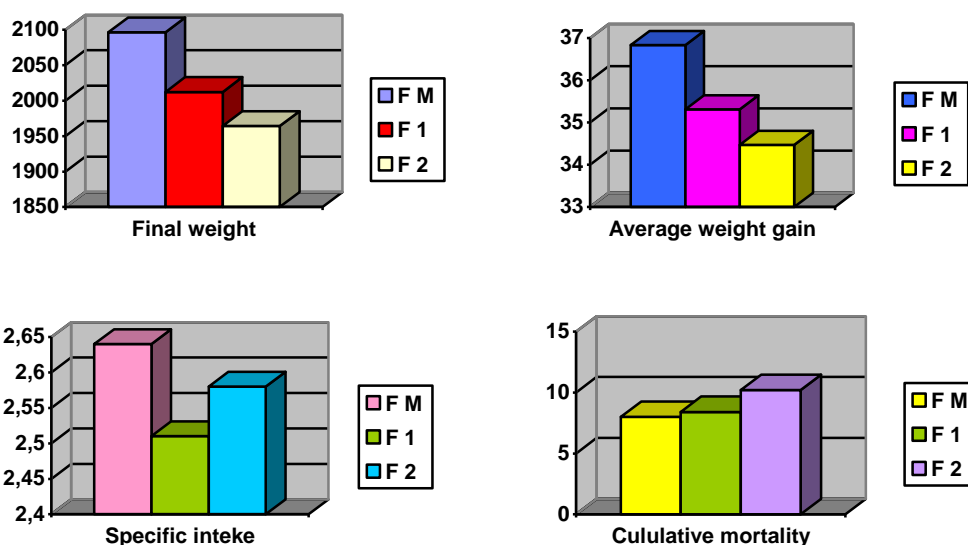 2100
2050
2000
1950
1900
1850
Final weight
F M
F 1
F 2
37
36
35
34
33
Average weight gain
F M
F 1
F 2
2,65
2,6
2,55
2,5
2,45
2,4
Specific inteke
F M
F 1
F 2
15
10
5
0
Cululative mortality
F M
F 1
F 2